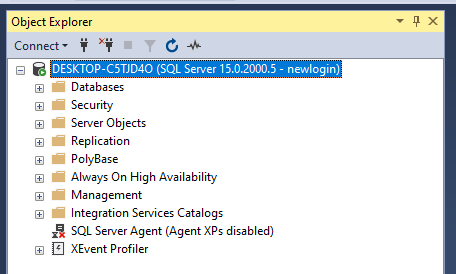 Object Explorer
Connect
DESKTOP-C5TJD4O (SQL Server 15.0.2000.5 - newlogin)
Databases
Security
Server Objects
Replication
PolyBase
Always On High Availability
Management
Integration Services Catalogs
SQL Server Agent (Agent XPs disabled)
XEvent Profiler